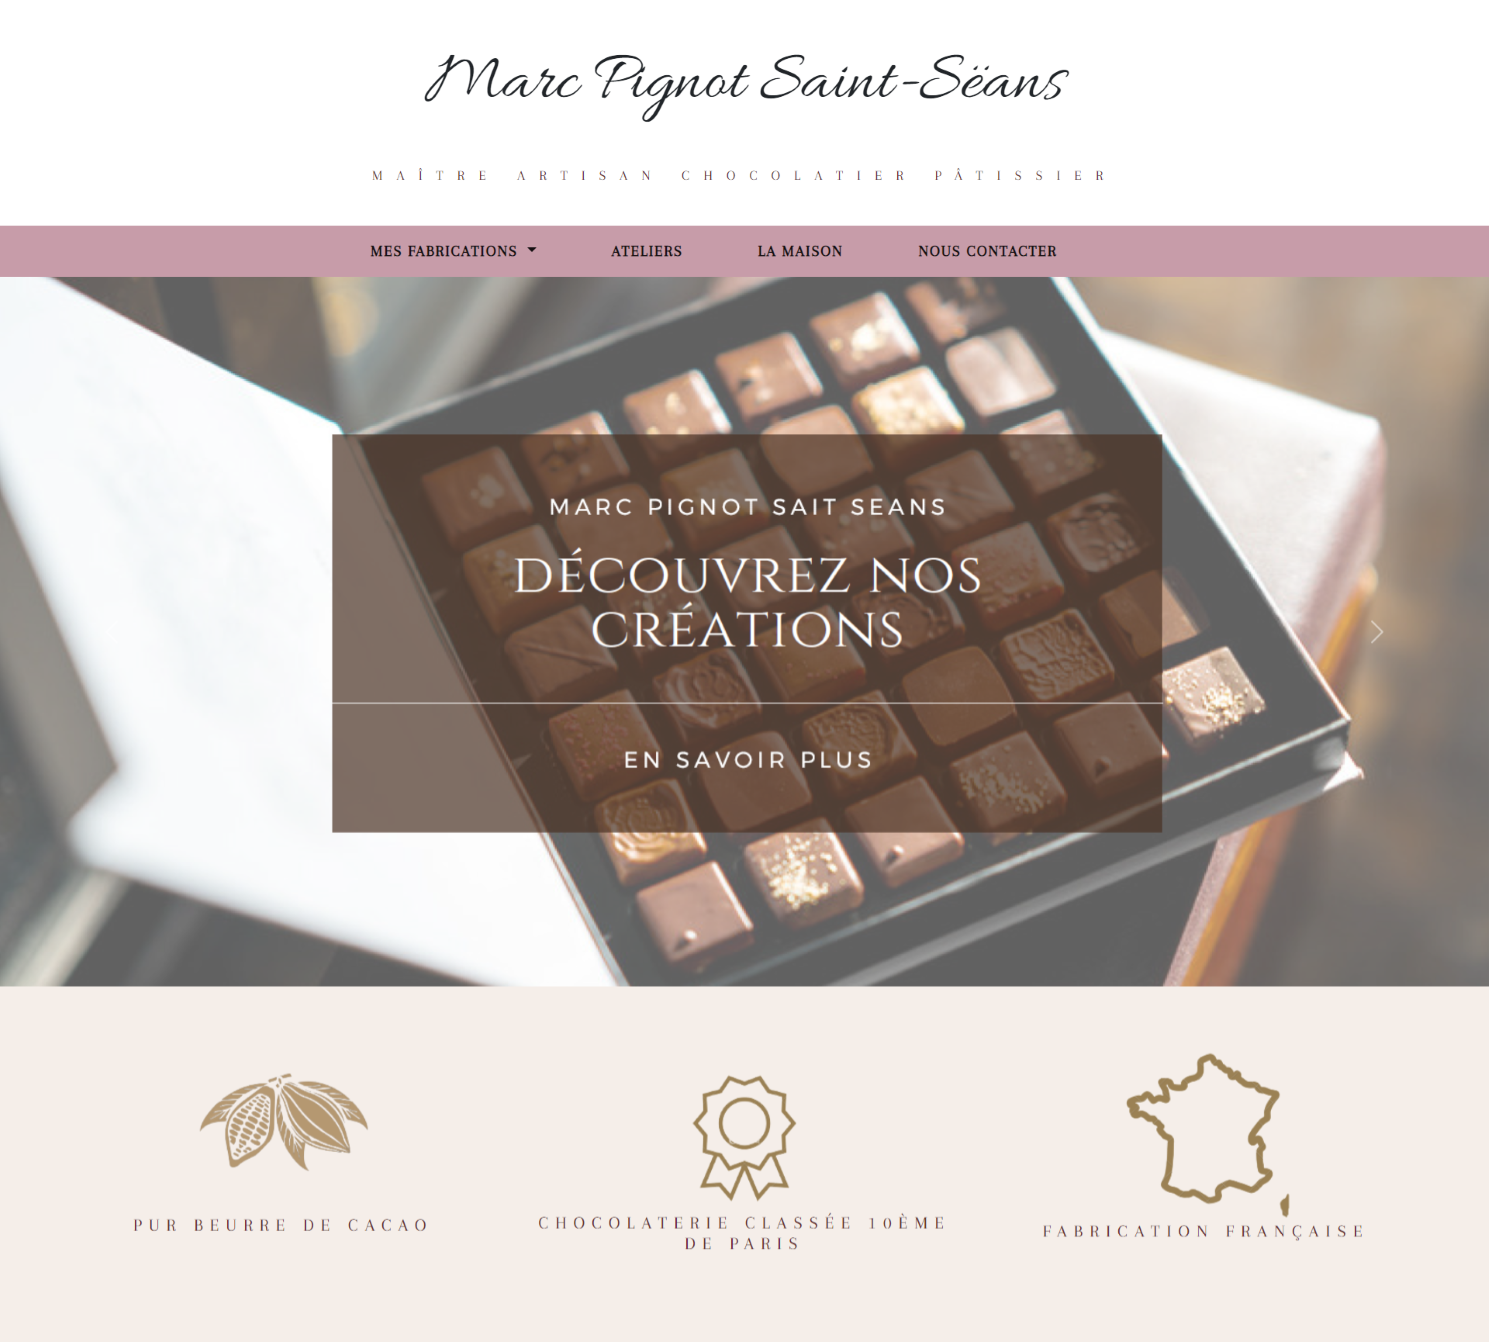 Marc Pignot Saint-Sëans
MAÎTRE ARTISAN CHOCOLATIER PÂTISSIER
MES FABRICATIONS ATELIERS LA MAISON NOUS CONTACTER
MARC PIGNOT SAIT SEANS
DÉCOUVREZ NOS
CRÉATIONS
EN SAVOIR PLUS
PUR BEURRE DE CACAO
CHOCOLATERIE CLASSÉE 10ÈME
DE PARIS
FABRICATION FRANÇAISE